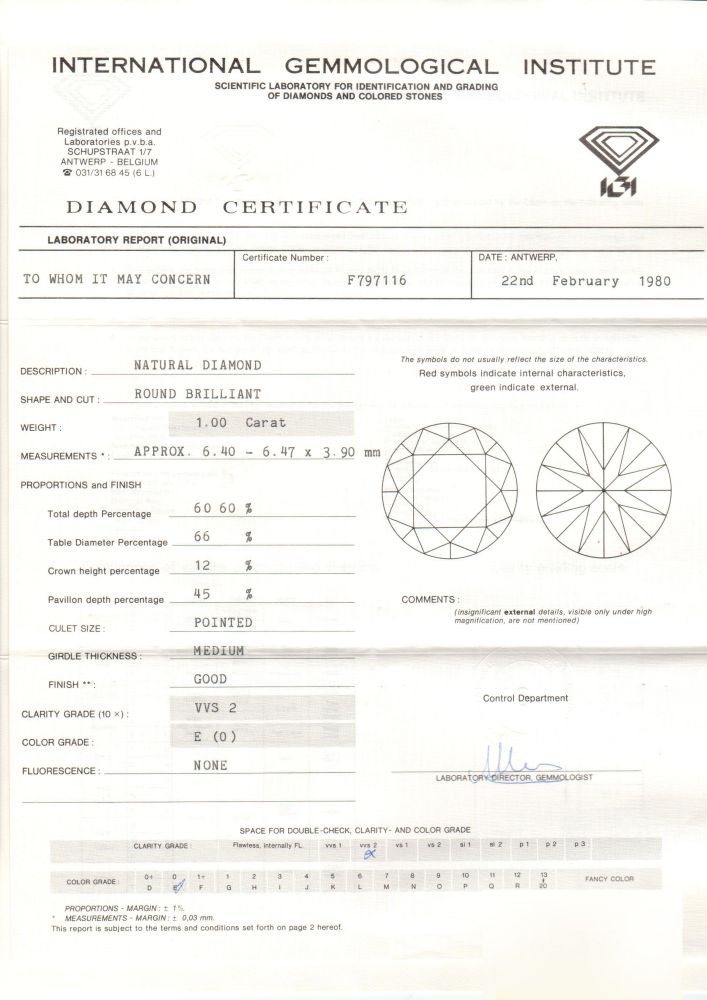 INTERNATIONAL GEMMOLOGICAL INSTITUTE
SCIENTIFIC LABORATORY FOR IDENTIFICATION AND GRADING
OF DIAMONDS AND COLORED STONES
Registrated offices and
Laboratories p.v.b.a.
SCHUPSTRAAT 1/7
ANTWERP - BELGIUM
☎ 031/31 68 45 (6 L.)
IGI
DIAMOND CERTIFICATE
LABORATORY REPORT (ORIGINAL)
TO WHOM IT MAY CONCERN
Certificate Number :
F797116
DATE : ANTWERP,
22nd February 1980
DESCRIPTION : NATURAL DIAMOND
SHAPE AND CUT : ROUND BRILLIANT
WEIGHT : 1.00 Carat
MEASUREMENTS * : APPROX. 6.40 - 6.47 x 3.90 mm
PROPORTIONS and FINISH
Total depth Percentage 60 60 %
Table Diameter Percentage 66 %
Crown height percentage 12 %
Pavillon depth percentage 45 %
CULET SIZE : POINTED
GIRDLE THICKNESS : MEDIUM
FINISH ** : GOOD
CLARITY GRADE (10 ×) : VVS 2
COLOR GRADE : E (0)
FLUORESCENCE : NONE
The symbols do not usually reflect the size of the characteristics.
Red symbols indicate internal characteristics,
green indicate external.
COMMENTS :
(insignificant external details, visible only under high
magnification, are not mentioned)
Control Department
LABORATORY DIRECTOR, GEMMOLOGIST
SPACE FOR DOUBLE-CHECK, CLARITY- AND COLOR GRADE
CLARITY GRADE : Flawless, internally FL. vvs 1 vvs 2 vs 1 vs 2 si 1 si 2 p 1 p 2 p 3
COLOR GRADE : 0+ 0 1+ 1 2 3 4 5 6 7 8 9 10 11 12 13
D E F G H I J K L M N O P Q R 20
FANCY COLOR
PROPORTIONS - MARGIN : ± 1%.
* MEASUREMENTS - MARGIN : ± 0,03 mm.
This report is subject to the terms and conditions set forth on page 2 hereof.